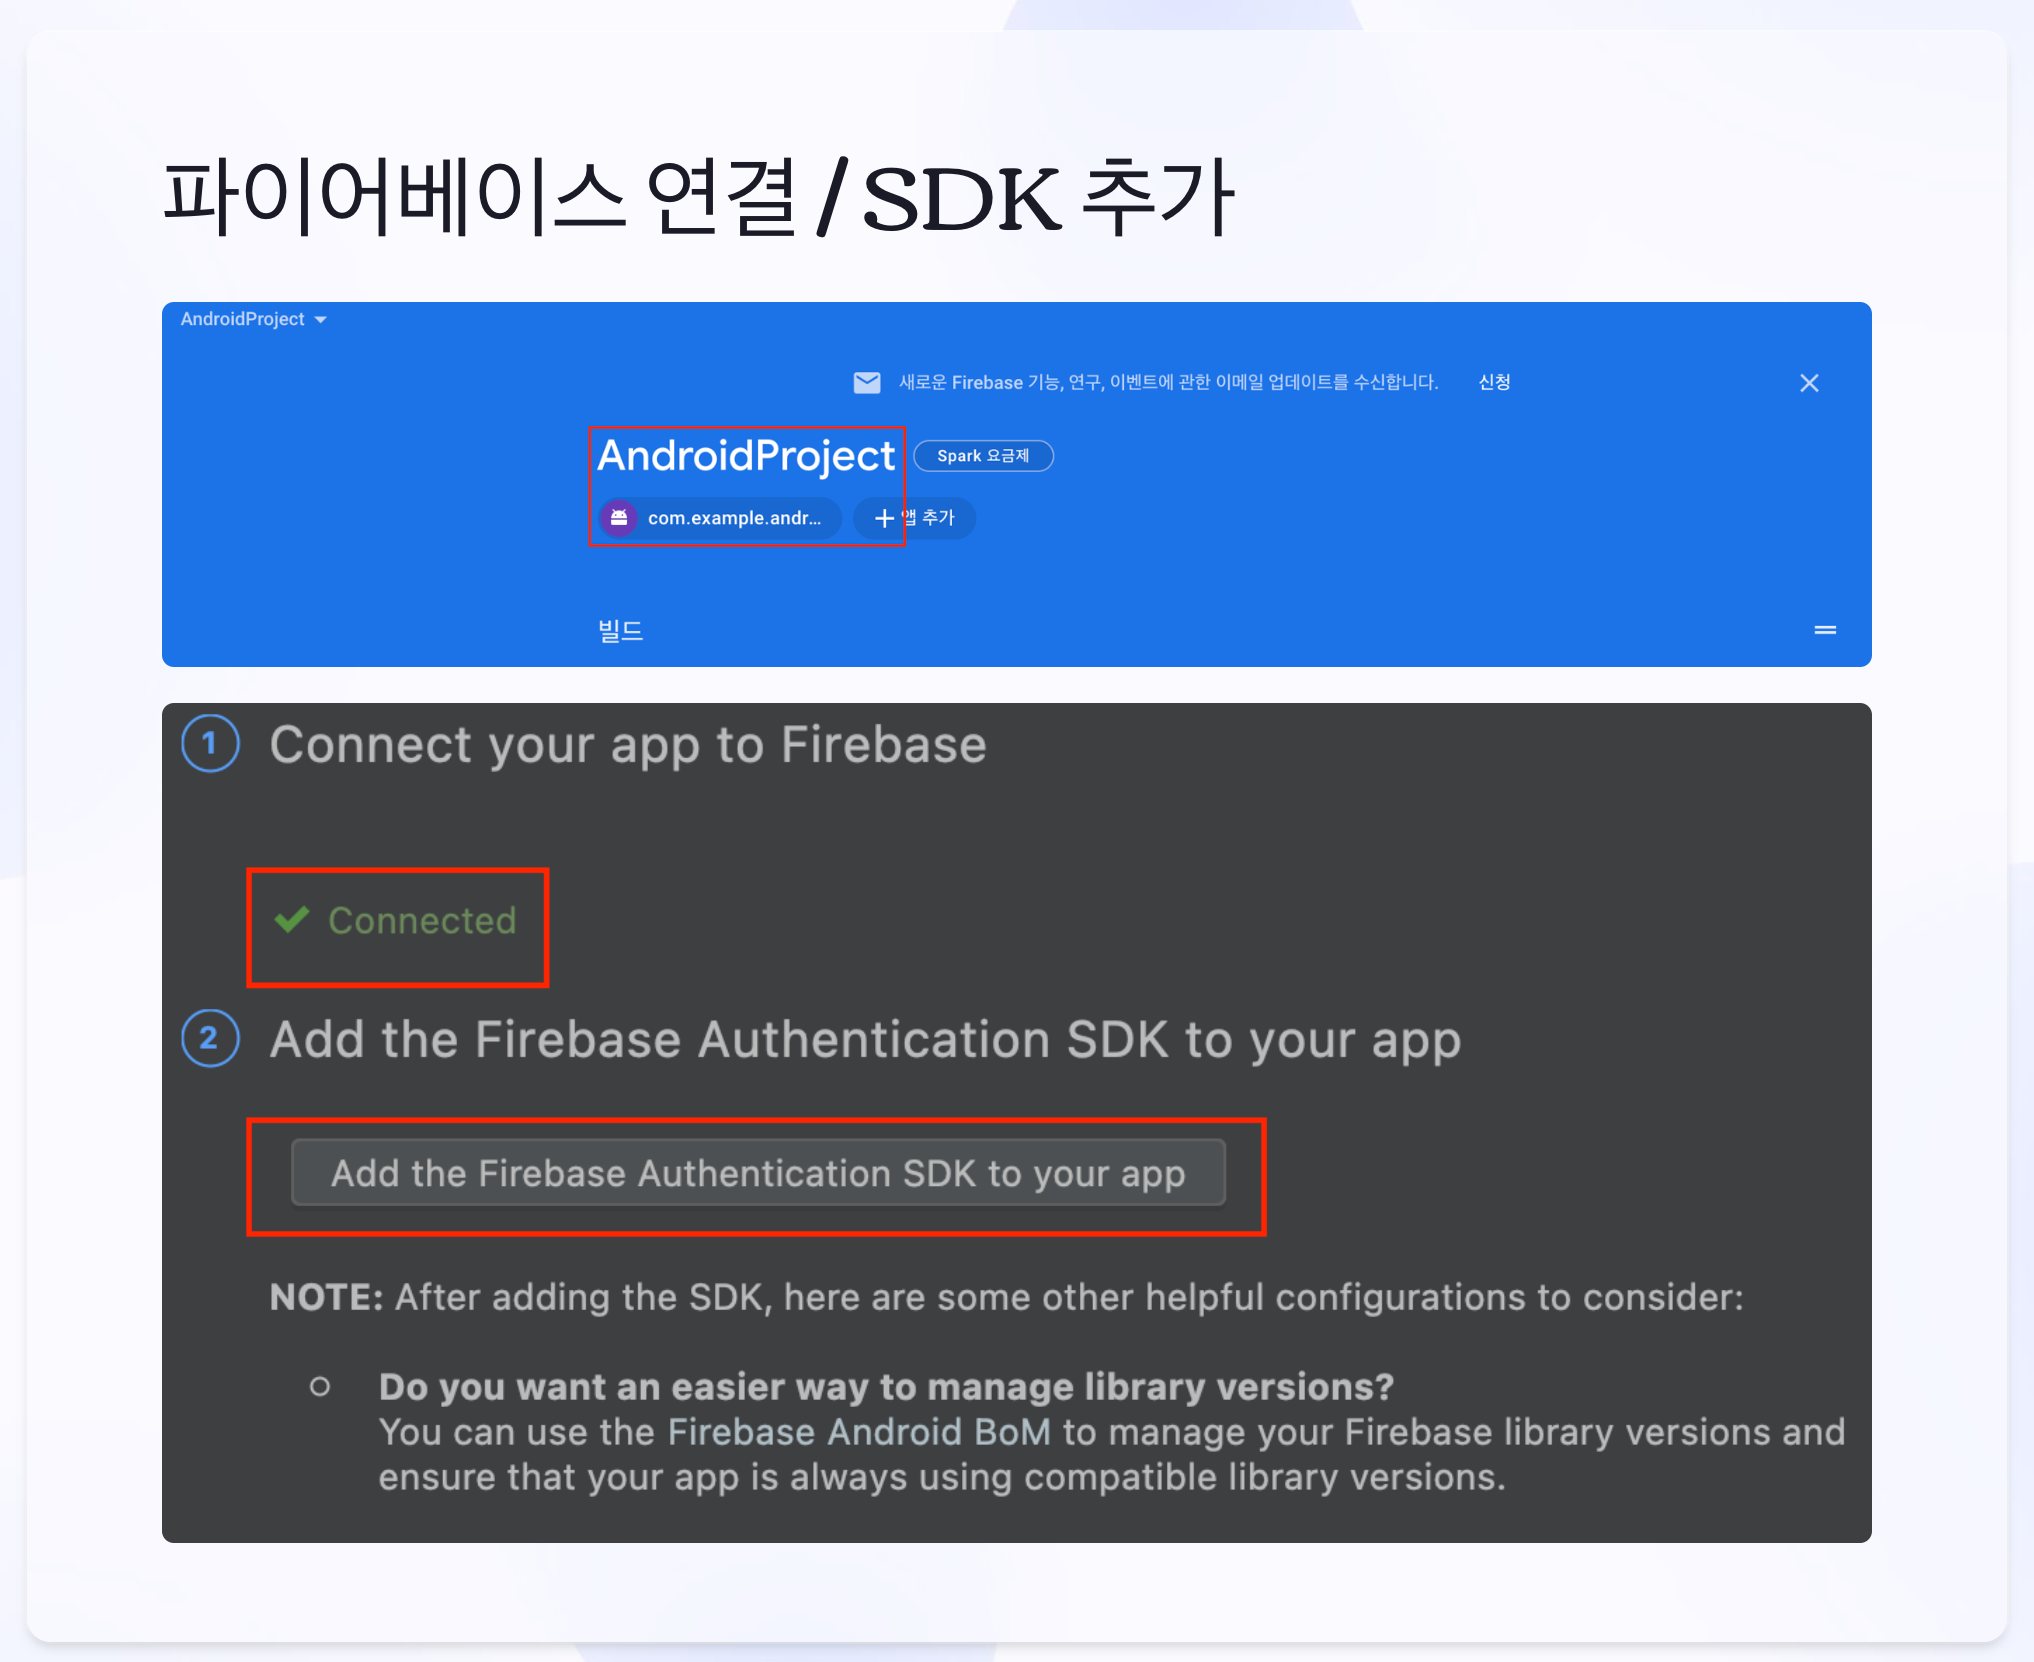 파이어베이스 연결 / SDK 추가
AndroidProject
새로운 Firebase 기능, 연구, 이벤트에 관한 이메일 업데이트를 수신합니다. 신청
AndroidProject Spark 요금제
com.example.andr... + 앱 추가
빌드
1 Connect your app to Firebase
Connected
2 Add the Firebase Authentication SDK to your app
Add the Firebase Authentication SDK to your app
NOTE: After adding the SDK, here are some other helpful configurations to consider:
Do you want an easier way to manage library versions?
You can use the Firebase Android BoM to manage your Firebase library versions and
ensure that your app is always using compatible library versions.